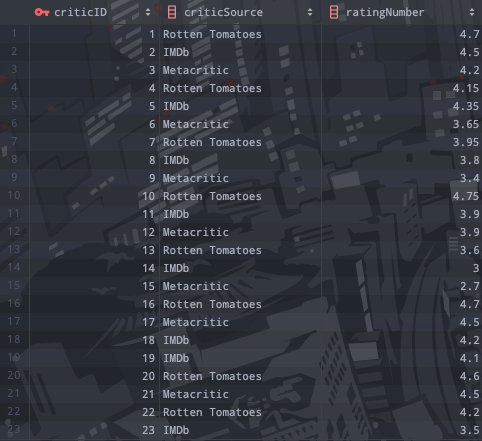 criticID criticSource ratingNumber
1 1 Rotten Tomatoes 4.7
2 2 IMDb 4.5
3 3 Metacritic 4.2
4 4 Rotten Tomatoes 4.15
5 5 IMDb 4.35
6 6 Metacritic 3.65
7 7 Rotten Tomatoes 3.95
8 8 IMDb 3.8
9 9 Metacritic 3.4
10 10 Rotten Tomatoes 4.75
11 11 IMDb 3.9
12 12 Metacritic 3.9
13 13 Rotten Tomatoes 3.6
14 14 IMDb 3
15 15 Metacritic 2.7
16 16 Rotten Tomatoes 4.7
17 17 Metacritic 4.5
18 18 IMDb 4.2
19 19 IMDb 4.1
20 20 Rotten Tomatoes 4.6
21 21 Metacritic 4.5
22 22 Rotten Tomatoes 4.2
23 23 IMDb 3.5